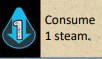 1
Consume
1 steam.